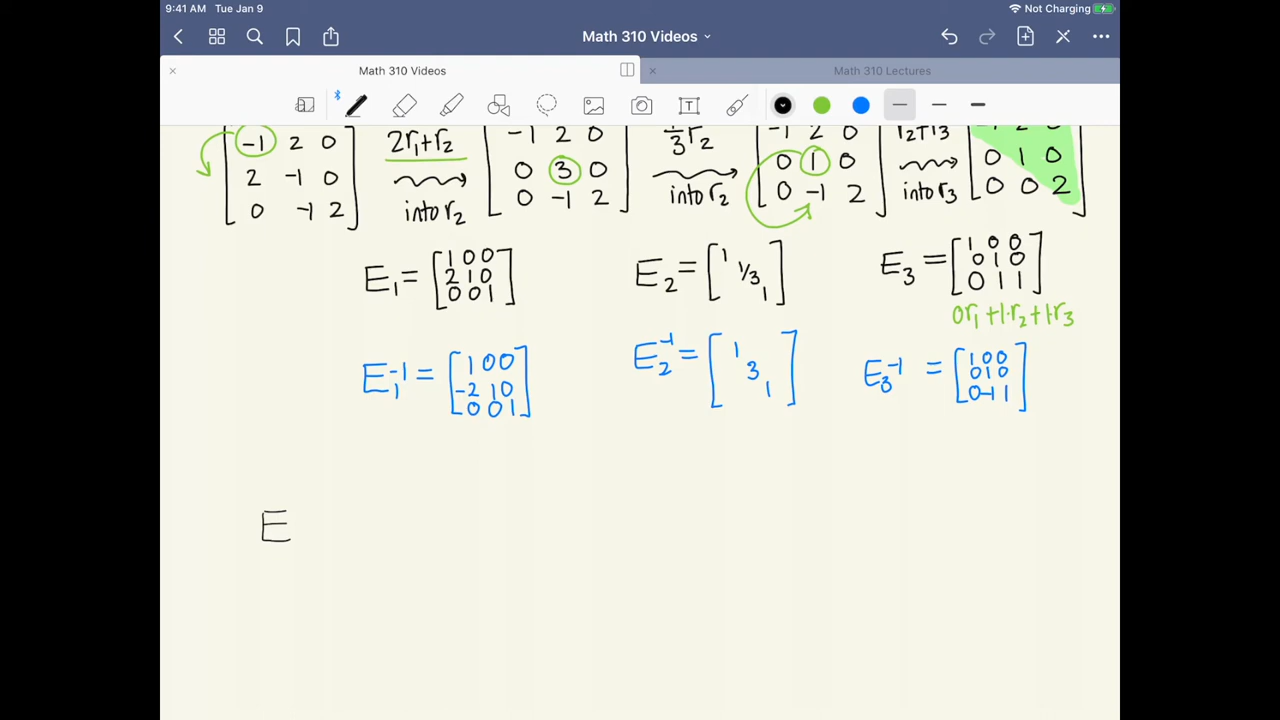 9:41 AM Tue Jan 9
Not Charging
Math 310 Videos
Math 310 Videos
Math 310 Lectures
-1 2 0
2 -1 0
0 -1 2
2r₁+r₂
into r₂
-1 2 0
0 3 0
0 -1 2
⅓r₂
into r₂
-1 2 0
0 1 0
0 -1 2
r₂+r₃
into r₃
-1 2 0
0 1 0
0 0 2
E₁ = [1 0 0
2 1 0
0 0 1]
E₂ = [1
1/3
1]
E₃ = [1 0 0
0 1 0
0 1 1]
0r₁+1·r₂+1·r₃
E₁⁻¹ = [1 0 0
-2 1 0
0 0 1]
E₂⁻¹ = [1
3
1]
E₃⁻¹ = [1 0 0
0 1 0
0 -1 1]
E